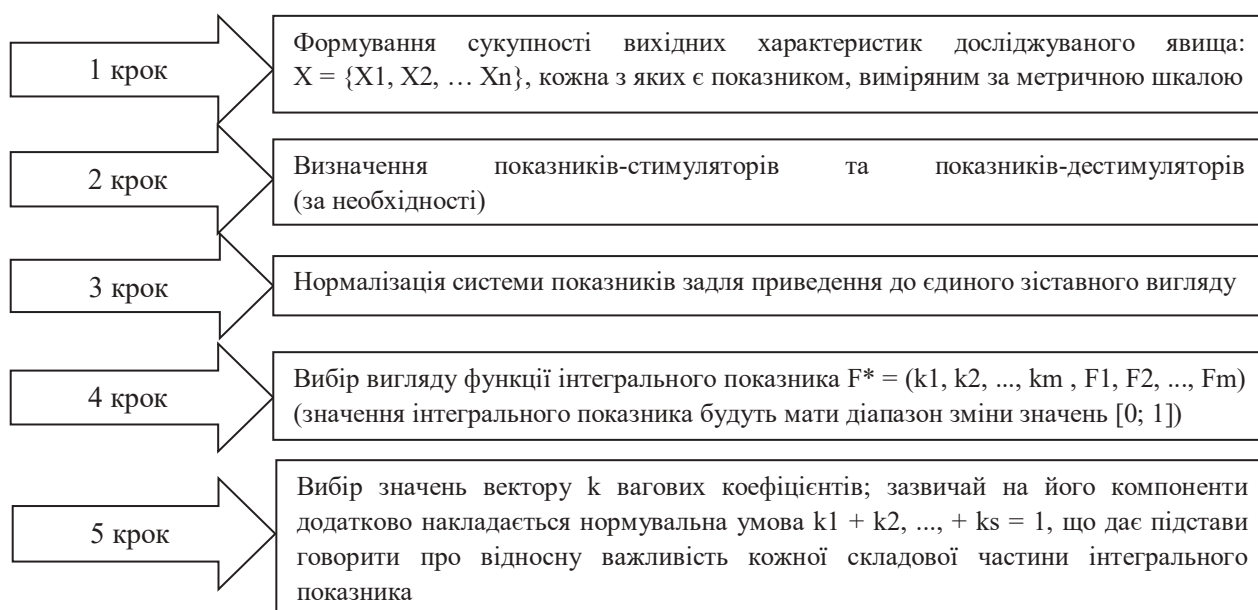 1 крок
Формування сукупності вихідних характеристик досліджуваного явища:
X = {X1, X2, … Xn}, кожна з яких є показником, виміряним за метричною шкалою
2 крок
Визначення показників-стимуляторів та показників-дестимуляторів
(за необхідності)
3 крок
Нормалізація системи показників задля приведення до єдиного зіставного вигляду
4 крок
Вибір вигляду функції інтегрального показника F* = (k1, k2, ..., km , F1, F2, ..., Fm)
(значення інтегрального показника будуть мати діапазон зміни значень [0; 1])
5 крок
Вибір значень вектору k вагових коефіцієнтів; зазвичай на його компоненти
додатково накладається нормувальна умова k1 + k2, ..., + ks = 1, що дає підстави
говорити про відносну важливість кожної складової частини інтегрального
показника